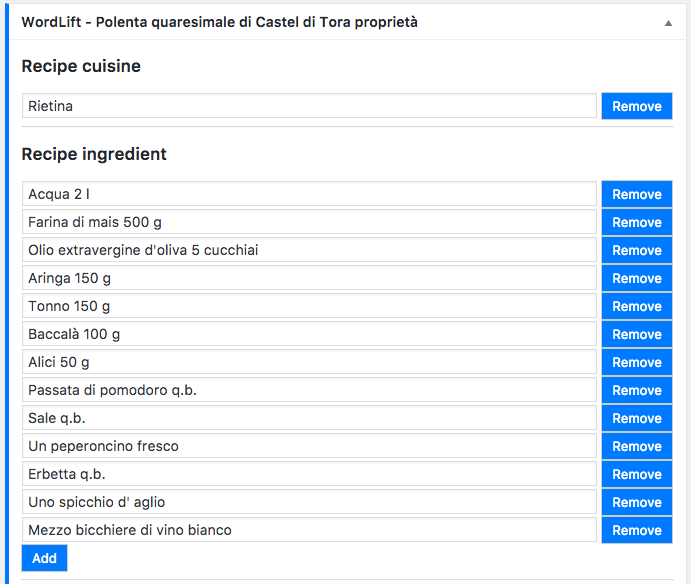 WordLift - Polenta quaresimale di Castel di Tora proprietà
Recipe cuisine
Rietina Remove
Recipe ingredient
Acqua 2 l Remove
Farina di mais 500 g Remove
Olio extravergine d'oliva 5 cucchiai Remove
Aringa 150 g Remove
Tonno 150 g Remove
Baccalà 100 g Remove
Alici 50 g Remove
Passata di pomodoro q.b. Remove
Sale q.b. Remove
Un peperoncino fresco Remove
Erbetta q.b. Remove
Uno spicchio d' aglio Remove
Mezzo bicchiere di vino bianco Remove
Add